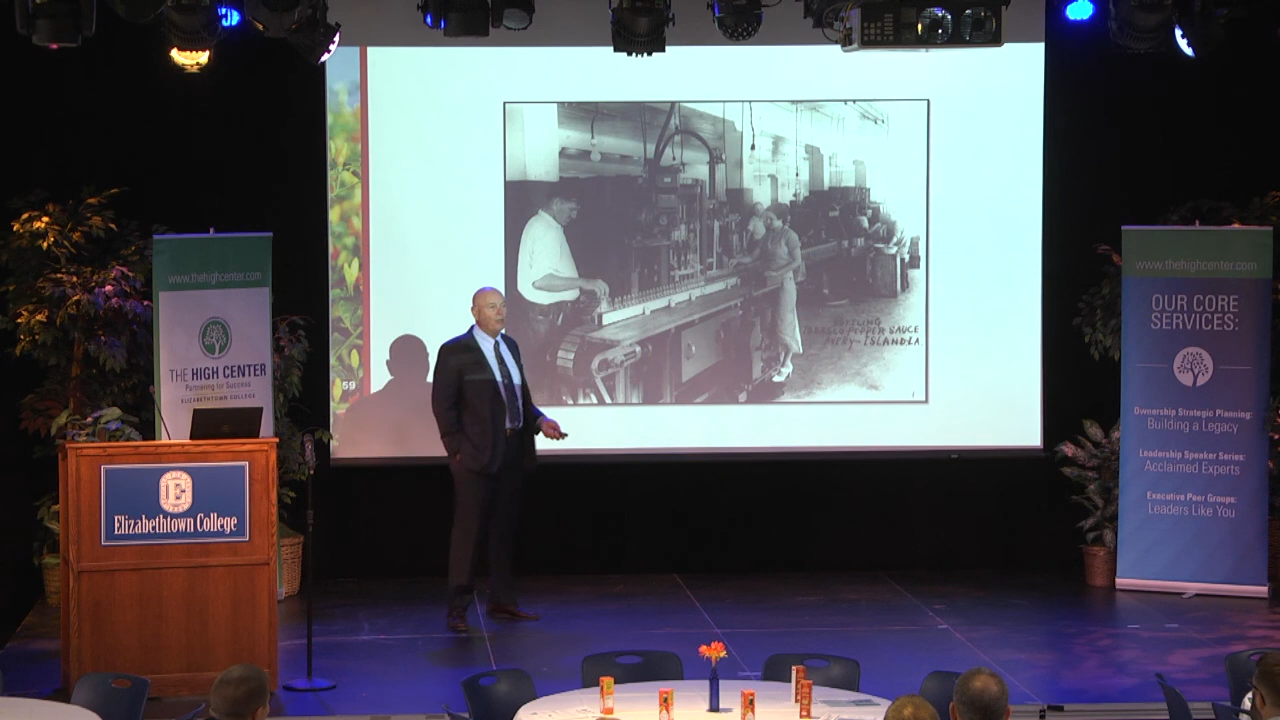 www.thehighcenter.com
THE HIGH CENTER
Partnering for Success
ELIZABETHTOWN COLLEGE
E
Elizabethtown College
59
BOTTLING
TABASCO PEPPER SAUCE
AVERY-ISLAND-LA
www.thehighcenter.com
OUR CORE
SERVICES:
Ownership Strategic Planning:
Building a Legacy
Leadership Speaker Series:
Acclaimed Experts
Executive Peer Groups:
Leaders Like You